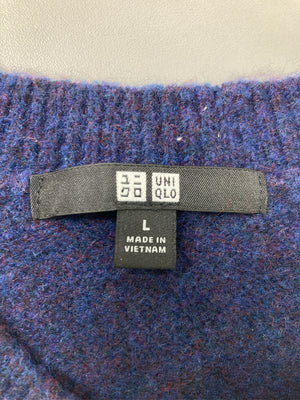 ユニ UNI
クロ QLO
L
MADE IN
VIETNAM